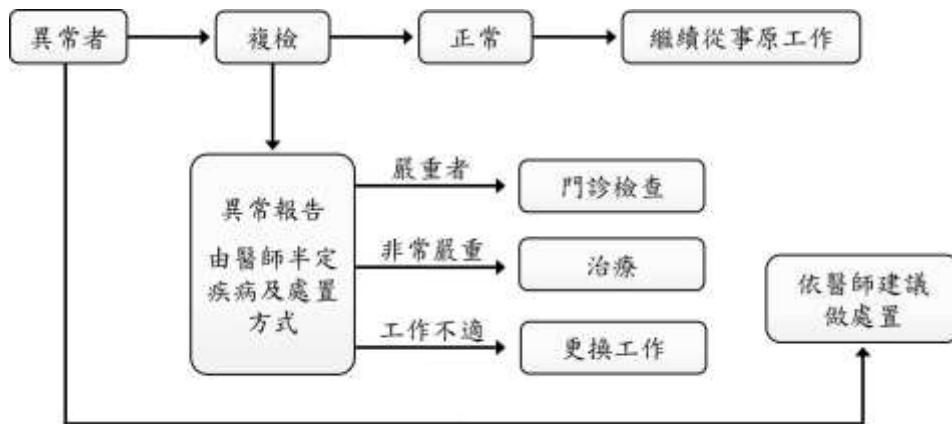 異常者
複檢
正常
繼續從事原工作
異常報告
由醫師半定
疾病及處置
方式
嚴重者
門診檢查
非常嚴重
治療
工作不適
更換工作
依醫師建議
做處置